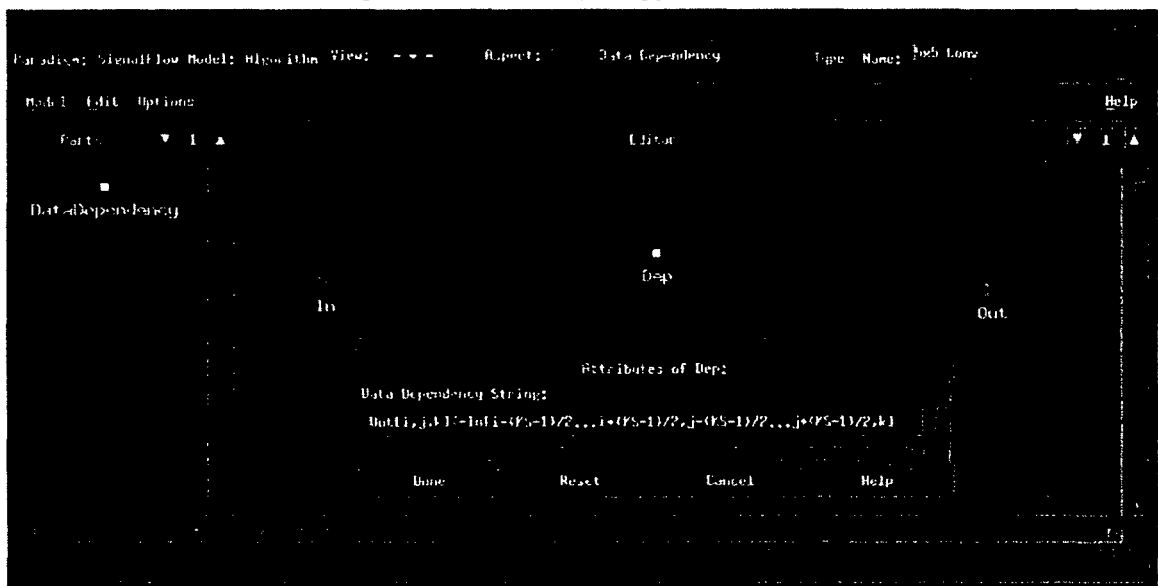 Paradigm: SignalFlow Model: Algorithm View: Aspect: Data Dependency Type Name:
Model Edit Options Help
Parts ▼ 1 ▲ Editor ▼ 1 ▲
DataDependency
Dep
In
Out
Attributes of Dep:
Data Dependency String:
Out[i,j,k]:-In[i-(KS-1)/2...i+(KS-1)/2,j-(KS-1)/2...j+(KS-1)/2,k]
Done Reset Cancel Help